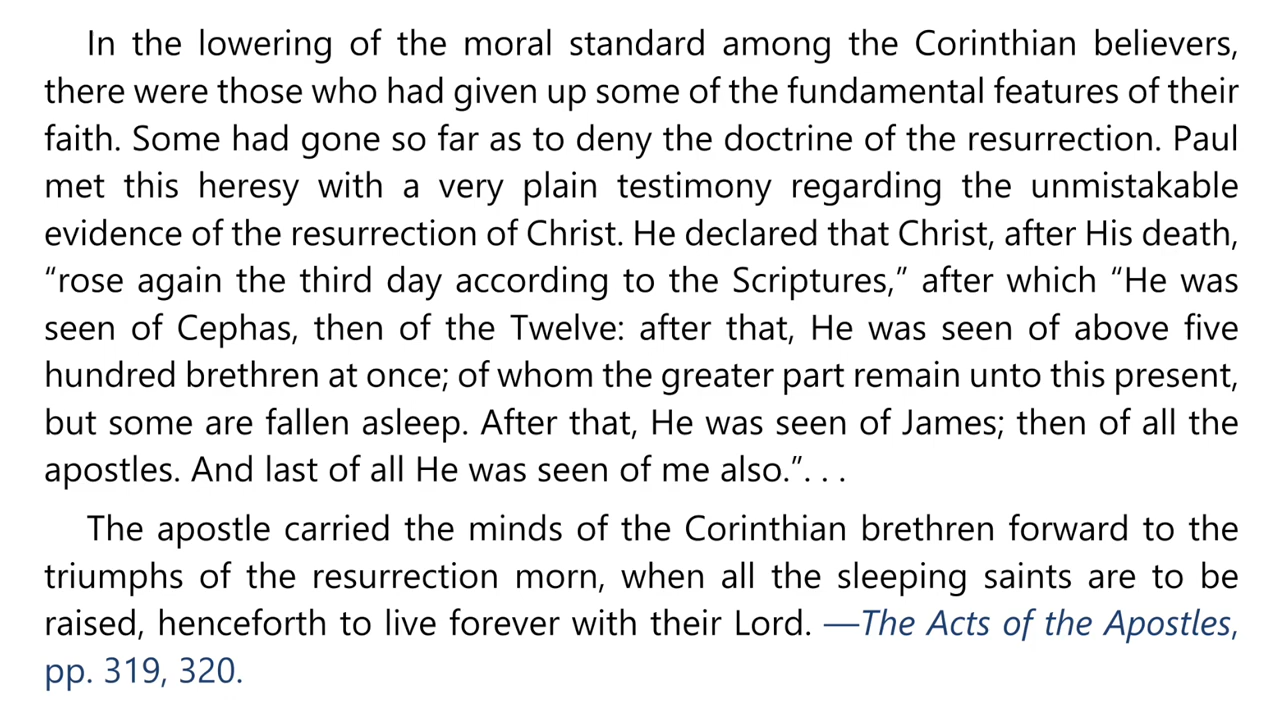 In the lowering of the moral standard among the Corinthian believers,
there were those who had given up some of the fundamental features of their
faith. Some had gone so far as to deny the doctrine of the resurrection. Paul
met this heresy with a very plain testimony regarding the unmistakable
evidence of the resurrection of Christ. He declared that Christ, after His death,
“rose again the third day according to the Scriptures,” after which “He was
seen of Cephas, then of the Twelve: after that, He was seen of above five
hundred brethren at once; of whom the greater part remain unto this present,
but some are fallen asleep. After that, He was seen of James; then of all the
apostles. And last of all He was seen of me also.”. . .
The apostle carried the minds of the Corinthian brethren forward to the
triumphs of the resurrection morn, when all the sleeping saints are to be
raised, henceforth to live forever with their Lord. —The Acts of the Apostles,
pp. 319, 320.